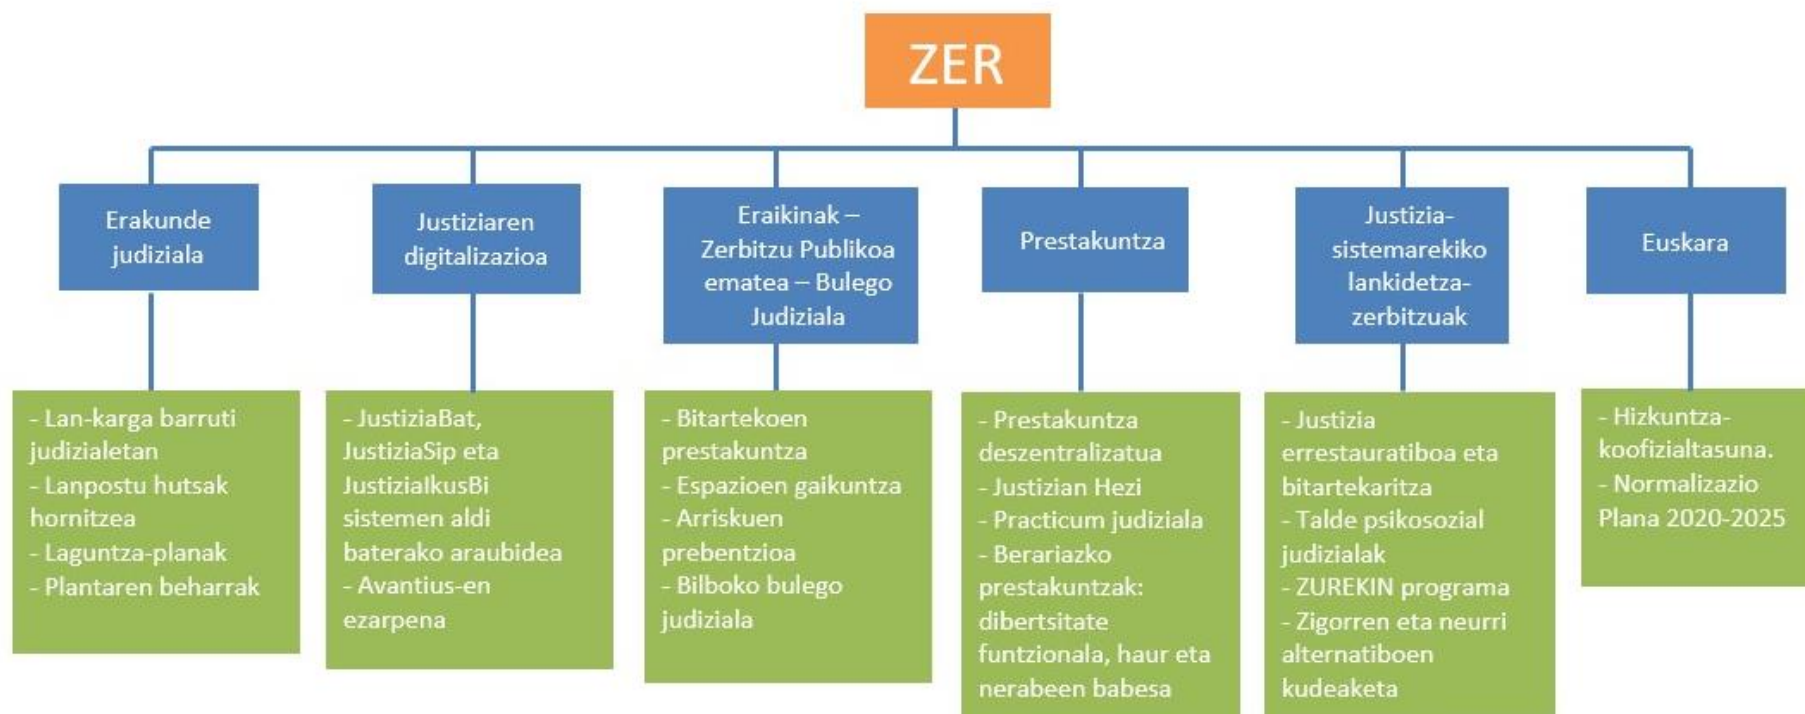 ZER
Erakunde
judiziala
Justiziaren
digitalizazioa
Eraikinak –
Zerbitzu Publikoa
ematea – Bulego
Judiziala
Prestakuntza
Justizia-
sistemarekiko
lankidetza-
zerbitzuak
Euskara
- Lan-karga barruti
judizialetan
- Lanpostu hutsak
hornitzea
- Laguntza-planak
- Plantaren beharrak
- JustiziaBat,
JustiziaSip eta
JustiziaIkusBi
sistemen aldi
baterako araubidea
- Avantius-en
ezarpena
- Bitartekoen
prestakuntza
- Espazioen gaikuntza
- Arriskuen
prebentzioa
- Bilboko bulego
judiziala
- Prestakuntza
deszentralizatua
- Justizian Hezi
- Practicum judiziala
- Berariazko
prestakuntzak:
dibertsitate
funtzionala, haur eta
nerabeen babesa
- Justizia
errestauratiboa eta
bitartekaritza
- Talde psikosozial
judizialak
- ZUREKIN programa
- Zigorren eta neurri
alternatiboen
kudeaketa
- Hizkuntza-
koofizialtasuna.
- Normalizazio
Plana 2020-2025